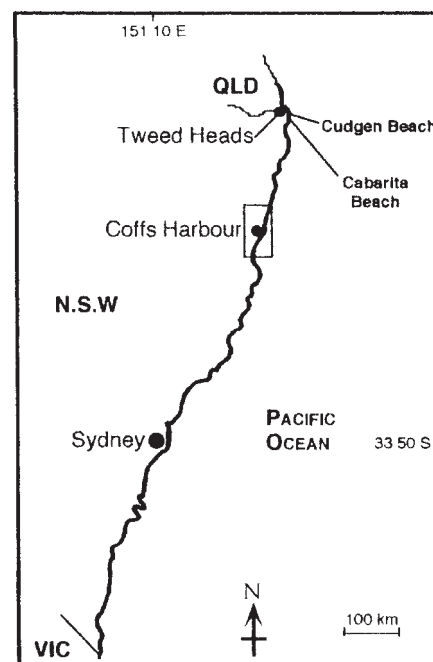 151 10 E
QLD
Tweed Heads
Cudgen Beach
Cabarita
Beach
Coffs Harbour
N.S.W
PACIFIC
OCEAN
Sydney
33 50 S
N
100 km
VIC